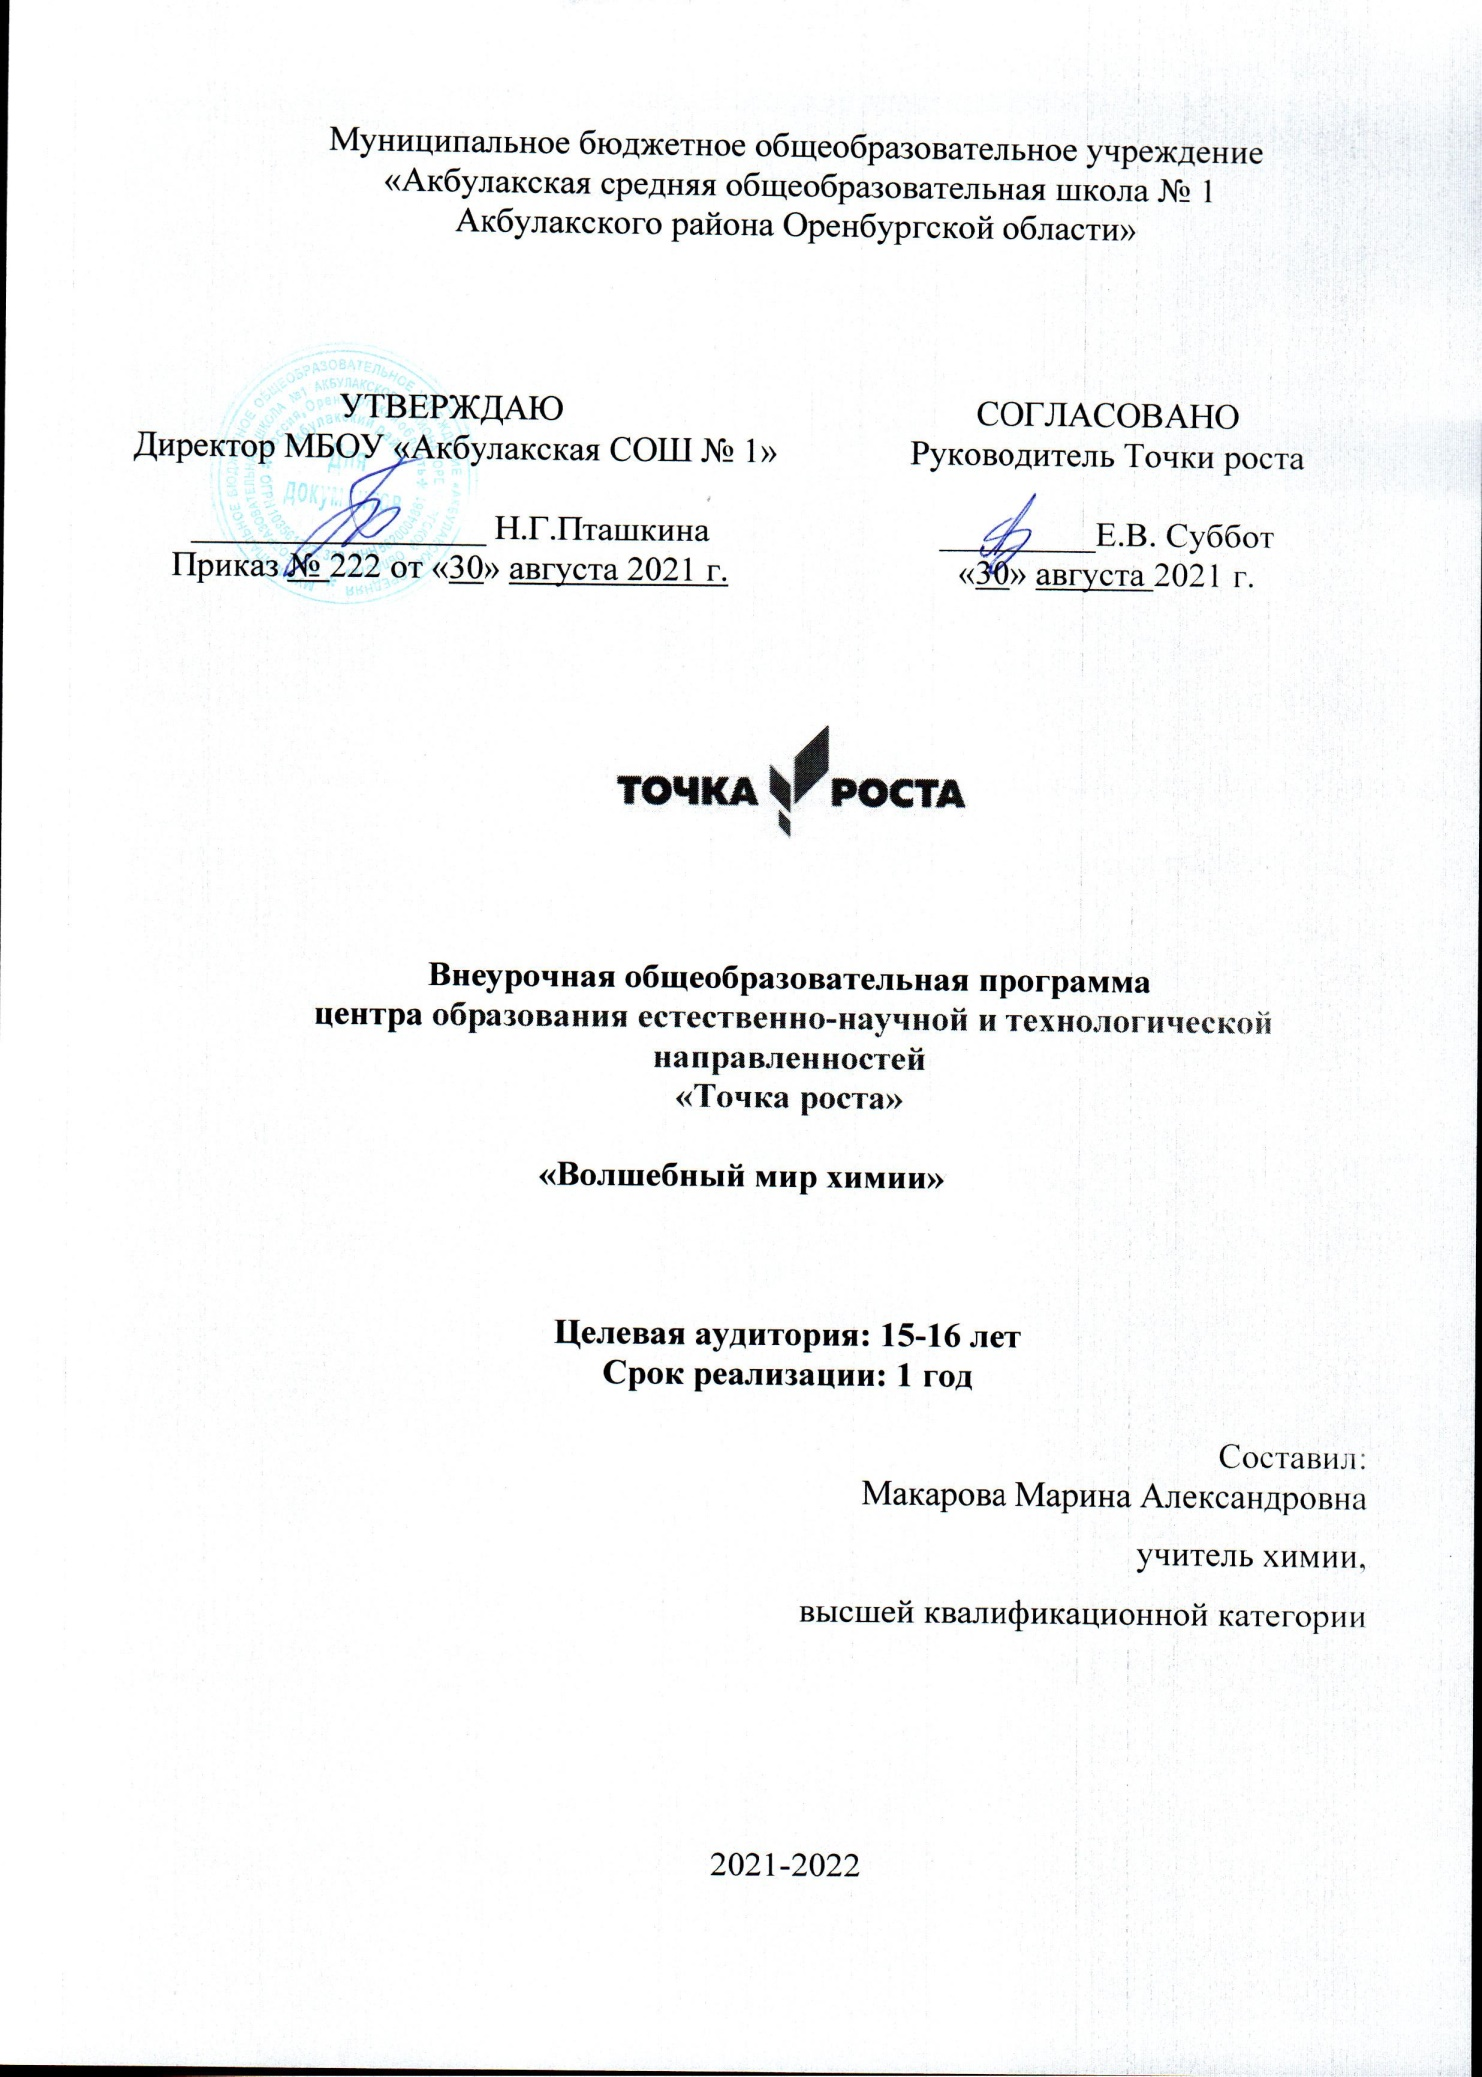 Муниципальное бюджетное общеобразовательное учреждение
«Акбулакская средняя общеобразовательная школа № 1
Акбулакского района Оренбургской области»
УТВЕРЖДАЮ
Директор МБОУ «Акбулакская СОШ № 1»
Н.Г.Пташкина
Приказ № 222 от «30» августа 2021 г.
СОГЛАСОВАНО
Руководитель Точки роста
Е.В. Суббот
«30» августа 2021 г.
ДЛЯ
ДОКУМЕНТОВ
ТОЧКА РОСТА
Внеурочная общеобразовательная программа
центра образования естественно-научной и технологической
направленностей
«Точка роста»
«Волшебный мир химии»
Целевая аудитория: 15-16 лет
Срок реализации: 1 год
Составил:
Макарова Марина Александровна
учитель химии,
высшей квалификационной категории
2021-2022